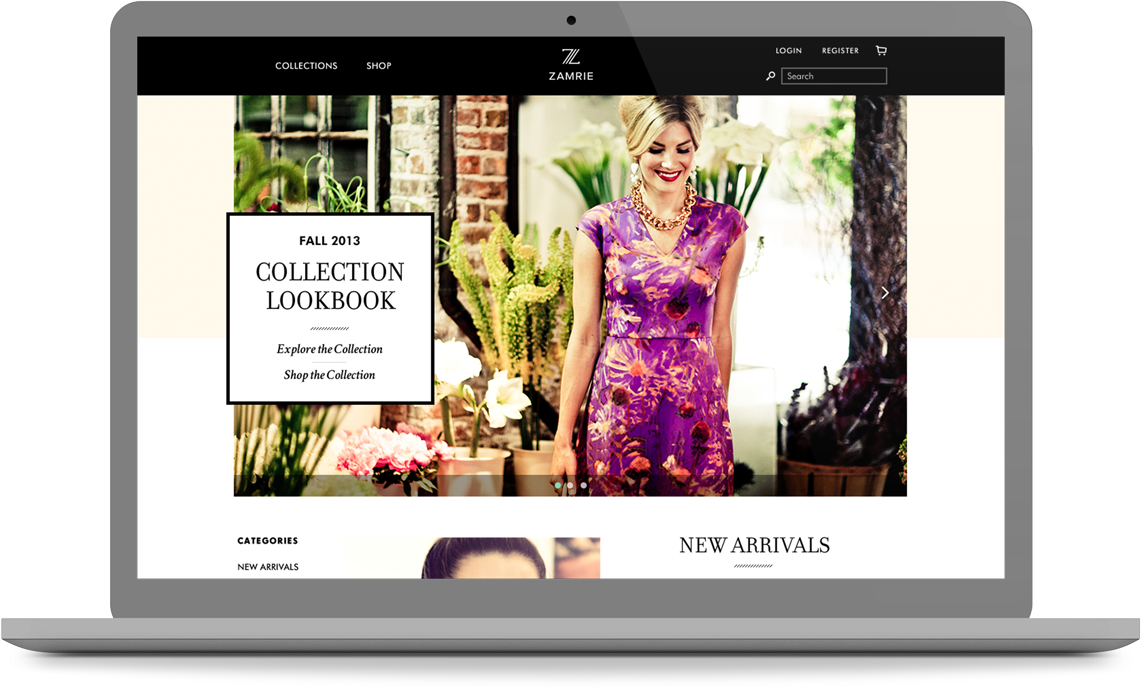 COLLECTIONS
SHOP
ZAMRIE
LOGIN
REGISTER
Search
FALL 2013
COLLECTION
LOOKBOOK
Explore the Collection
Shop the Collection
CATEGORIES
NEW ARRIVALS
NEW ARRIVALS